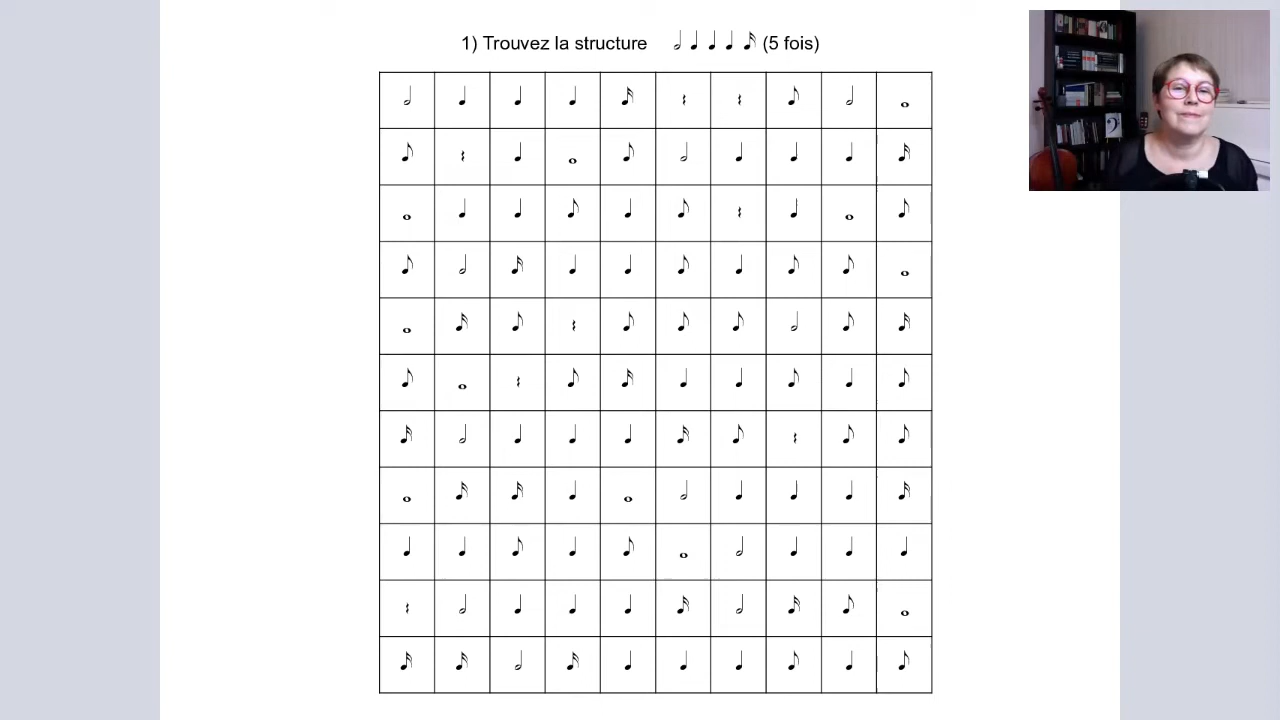 1) Trouvez la structure 𝅗𝅥 ♩ ♩ ♩ 𝅘𝅥𝅯 (5 fois)